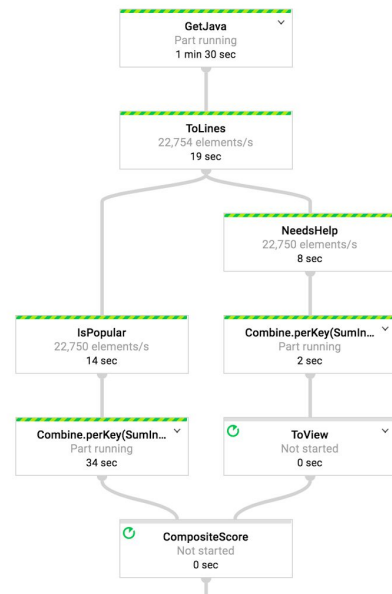 GetJava
Part running
1 min 30 sec
ToLines
22,754 elements/s
19 sec
NeedsHelp
22,750 elements/s
8 sec
IsPopular
22,750 elements/s
14 sec
Combine.perKey(SumIn...
Part running
2 sec
Combine.perKey(SumIn...
Part running
34 sec
ToView
Not started
0 sec
CompositeScore
Not started
0 sec